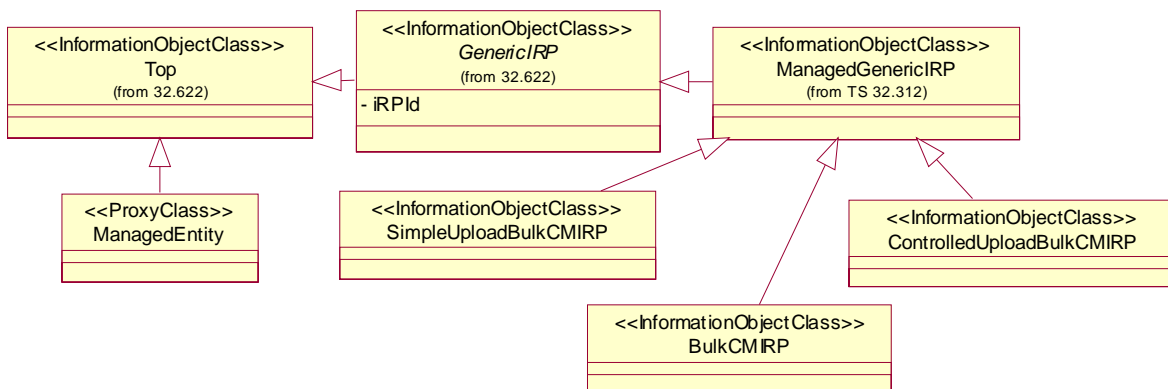 <<InformationObjectClass>>
Top
(from 32.622)
<<InformationObjectClass>>
GenericIRP
(from 32.622)
- iRPId
<<InformationObjectClass>>
ManagedGenericIRP
(from TS 32.312)
<<ProxyClass>>
ManagedEntity
<<InformationObjectClass>>
SimpleUploadBulkCMIRP
<<InformationObjectClass>>
ControlledUploadBulkCMIRP
<<InformationObjectClass>>
BulkCMIRP